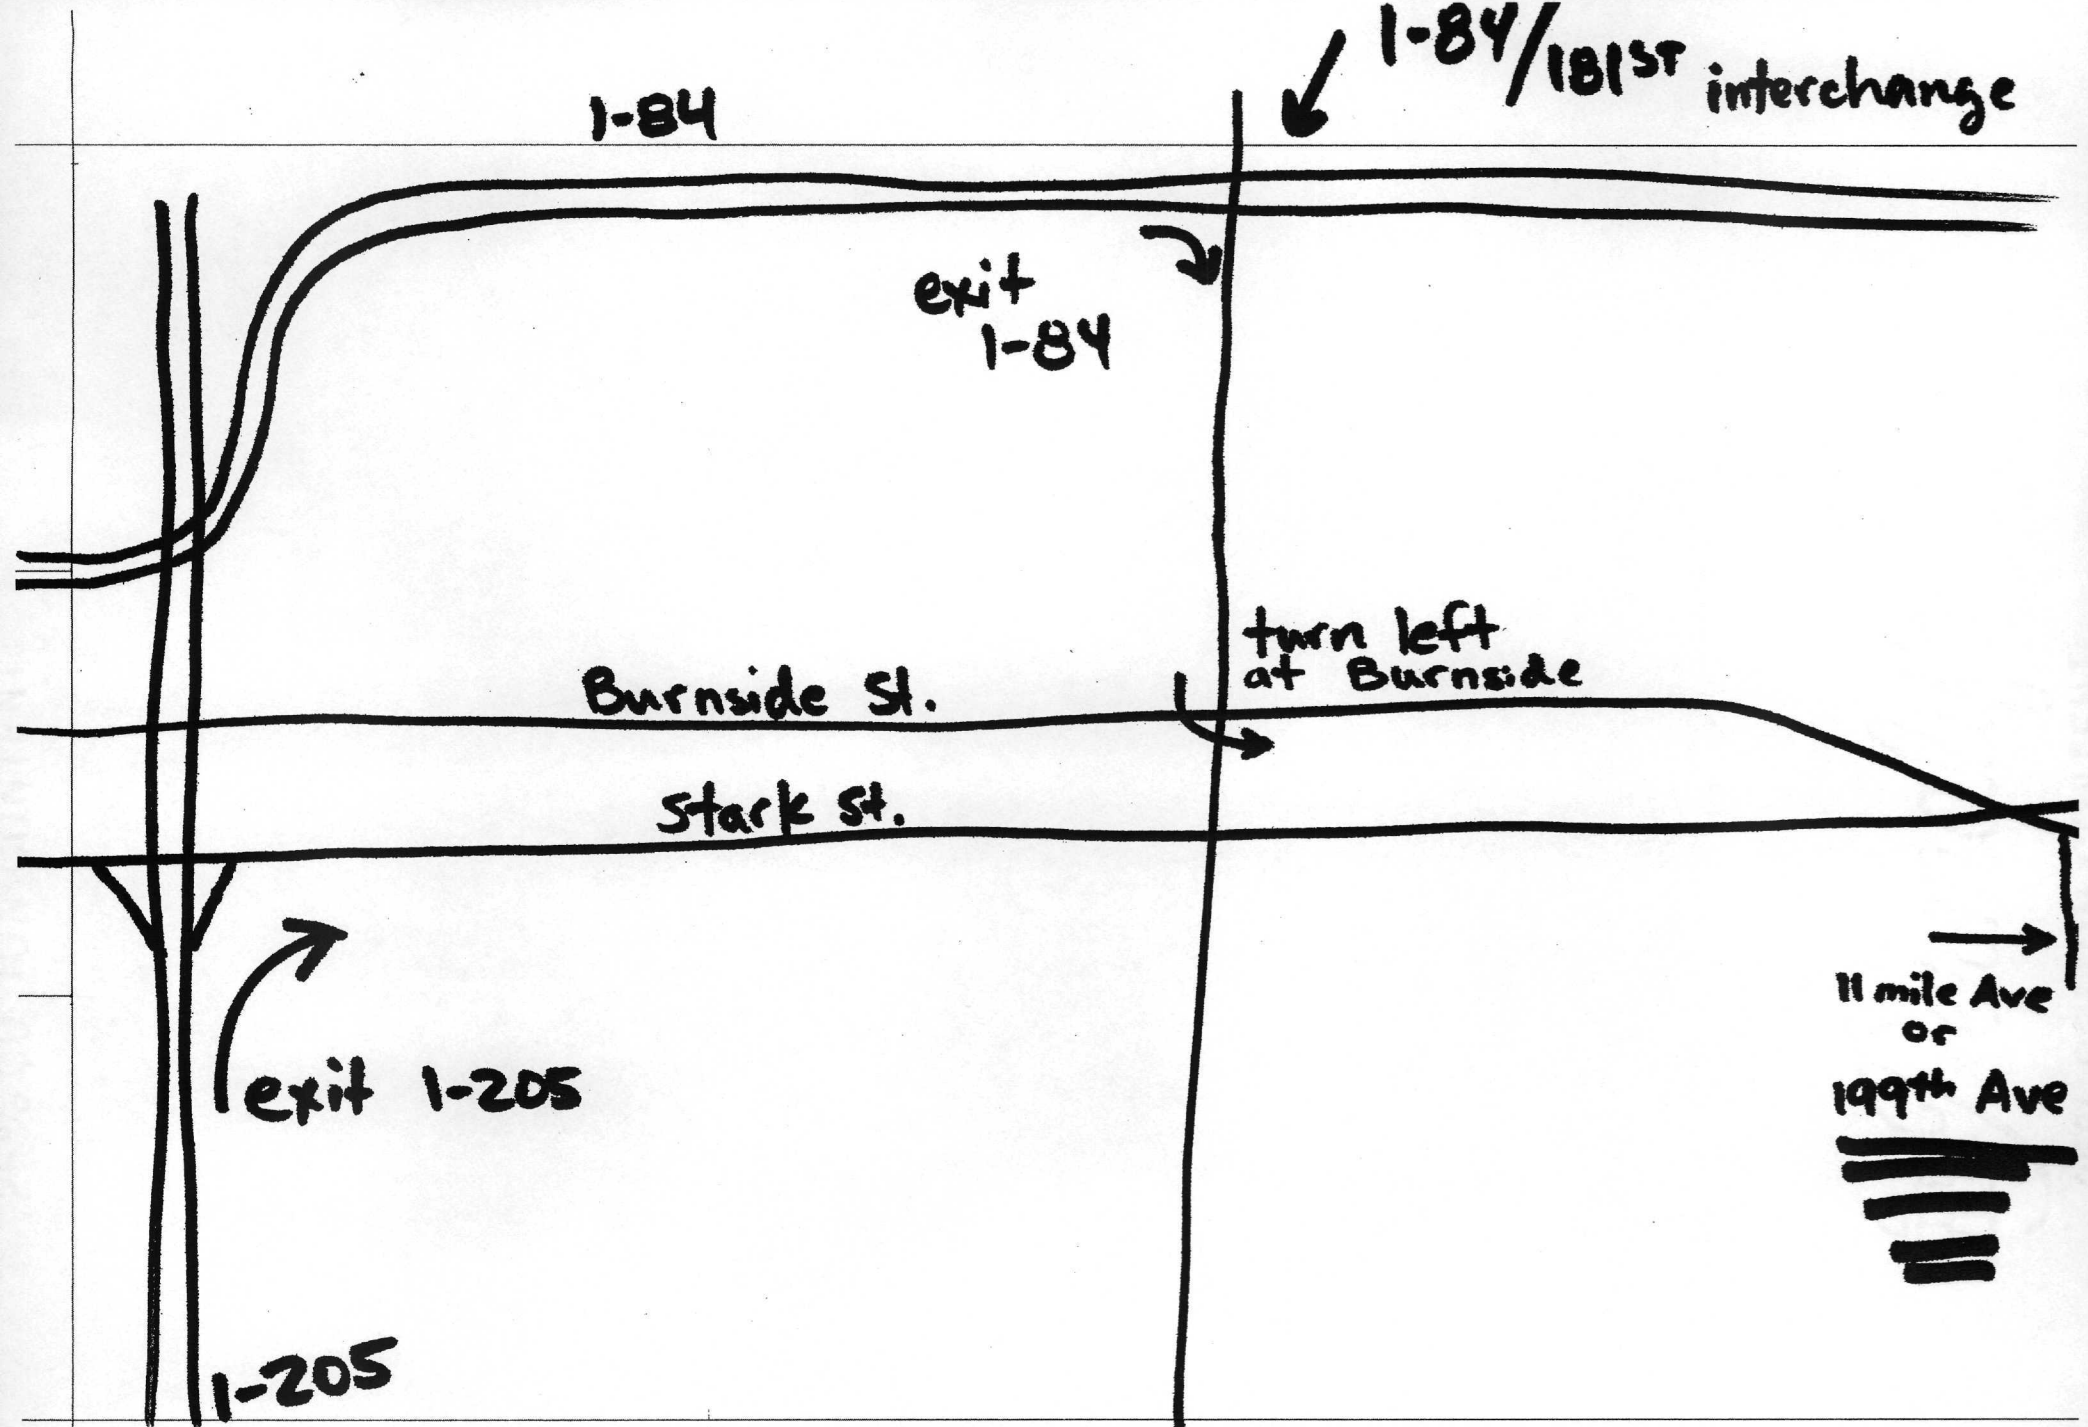 I-84/181ST interchange
I-84
exit
I-84
turn left
at Burnside
Burnside St.
Stark St.
11 mile Ave
or
199th Ave
exit I-205
I-205